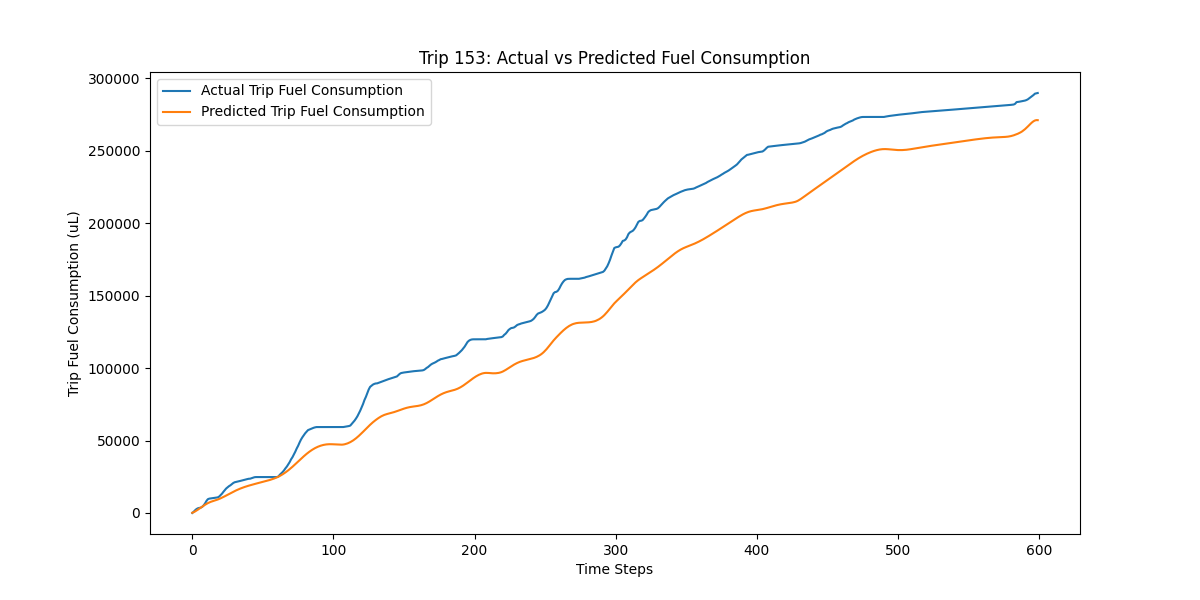 Trip 153: Actual vs Predicted Fuel Consumption
Actual Trip Fuel Consumption
Predicted Trip Fuel Consumption
Trip Fuel Consumption (uL)
300000
250000
200000
150000
100000
50000
0
0 100 200 300 400 500 600
Time Steps